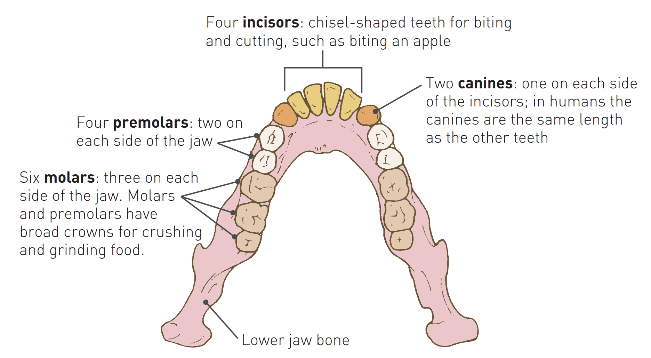 Four incisors: chisel-shaped teeth for biting
and cutting, such as biting an apple
Two canines: one on each side
of the incisors; in humans the
canines are the same length
as the other teeth
Four premolars: two on
each side of the jaw
Six molars: three on each
side of the jaw. Molars
and premolars have
broad crowns for crushing
and grinding food.
Lower jaw bone